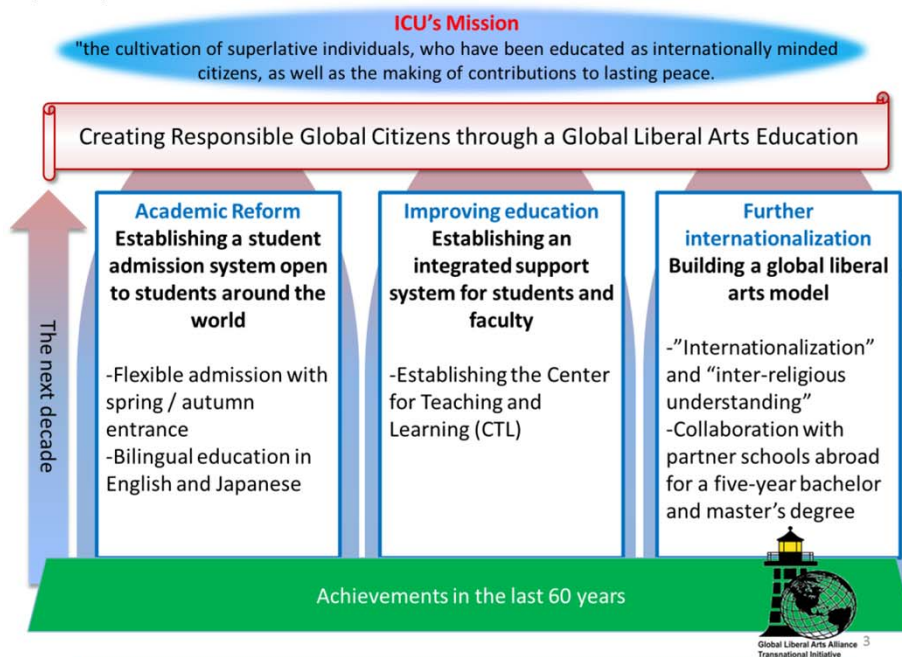 ICU's Mission
"the cultivation of superlative individuals, who have been educated as internationally minded
citizens, as well as the making of contributions to lasting peace.
Creating Responsible Global Citizens through a Global Liberal Arts Education
The next decade
Academic Reform
Establishing a student
admission system open
to students around the
world
-Flexible admission with
spring / autumn
entrance
-Bilingual education in
English and Japanese
Improving education
Establishing an
integrated support
system for students and
faculty
-Establishing the Center
for Teaching and
Learning (CTL)
Further
internationalization
Building a global liberal
arts model
-”Internationalization”
and “inter-religious
understanding”
-Collaboration with
partner schools abroad
for a five-year bachelor
and master’s degree
Achievements in the last 60 years
Global Liberal Arts Alliance
Transnational Initiative
3